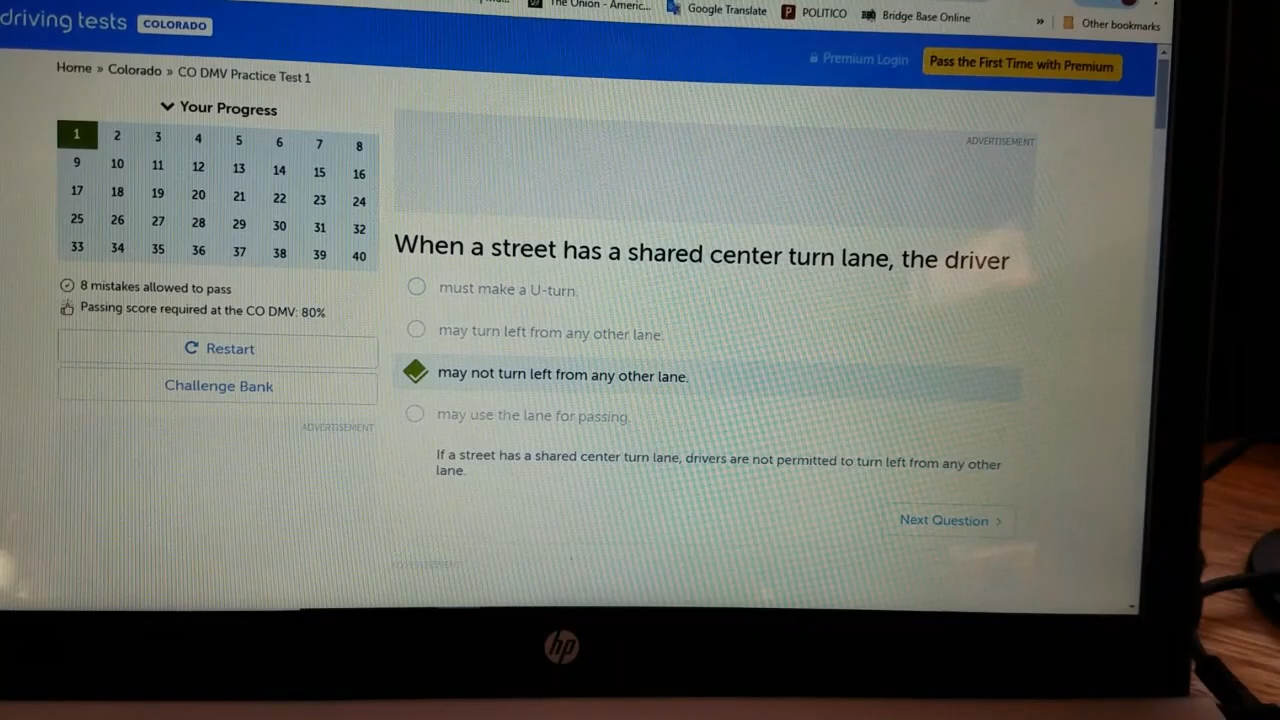 The Union - Americ... Google Translate POLITICO Bridge Base Online » Other bookmarks
driving tests COLORADO
Premium Login Pass the First Time with Premium
Home » Colorado » CO DMV Practice Test 1
Your Progress
ADVERTISEMENT
1 2 3 4 5 6 7 8
9 10 11 12 13 14 15 16
17 18 19 20 21 22 23 24
25 26 27 28 29 30 31 32
33 34 35 36 37 38 39 40
8 mistakes allowed to pass
Passing score required at the CO DMV: 80%
Restart
Challenge Bank
ADVERTISEMENT
When a street has a shared center turn lane, the driver
must make a U-turn.
may turn left from any other lane.
may not turn left from any other lane.
may use the lane for passing.
If a street has a shared center turn lane, drivers are not permitted to turn left from any other
lane.
Next Question >
ADVERTISEMENT
hp